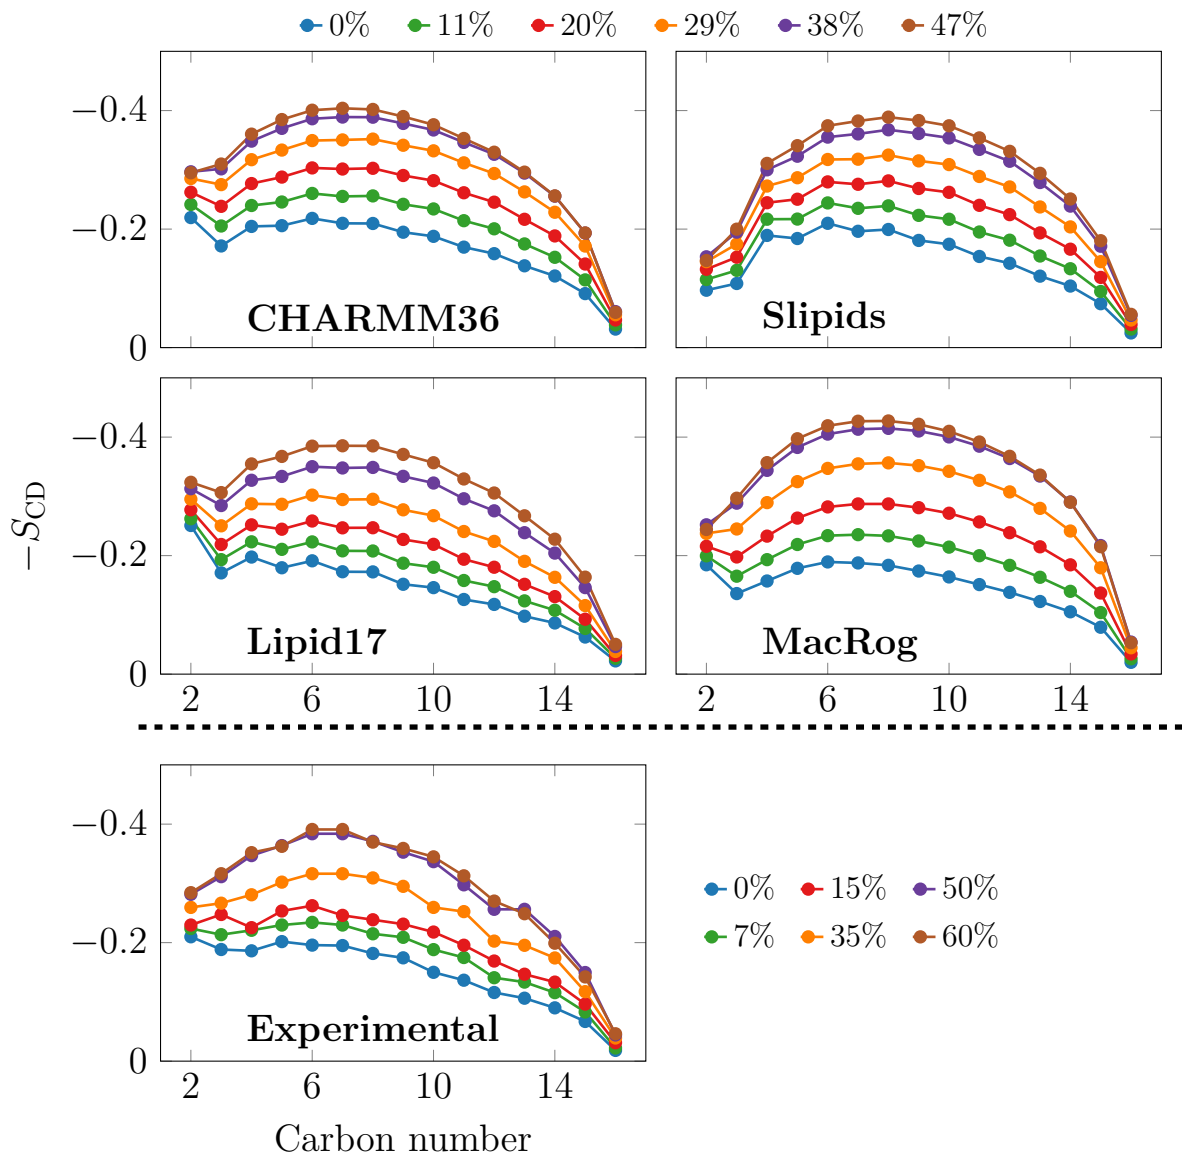 0% 11% 20% 29% 38% 47%
−0.4
−0.2
0
CHARMM36
Slipids
−0.4
−0.2
0
Lipid17
MacRog
2 6 10 14
2 6 10 14
−S_CD
−0.4
−0.2
0
Experimental
2 6 10 14
Carbon number
0% 15% 50%
7% 35% 60%